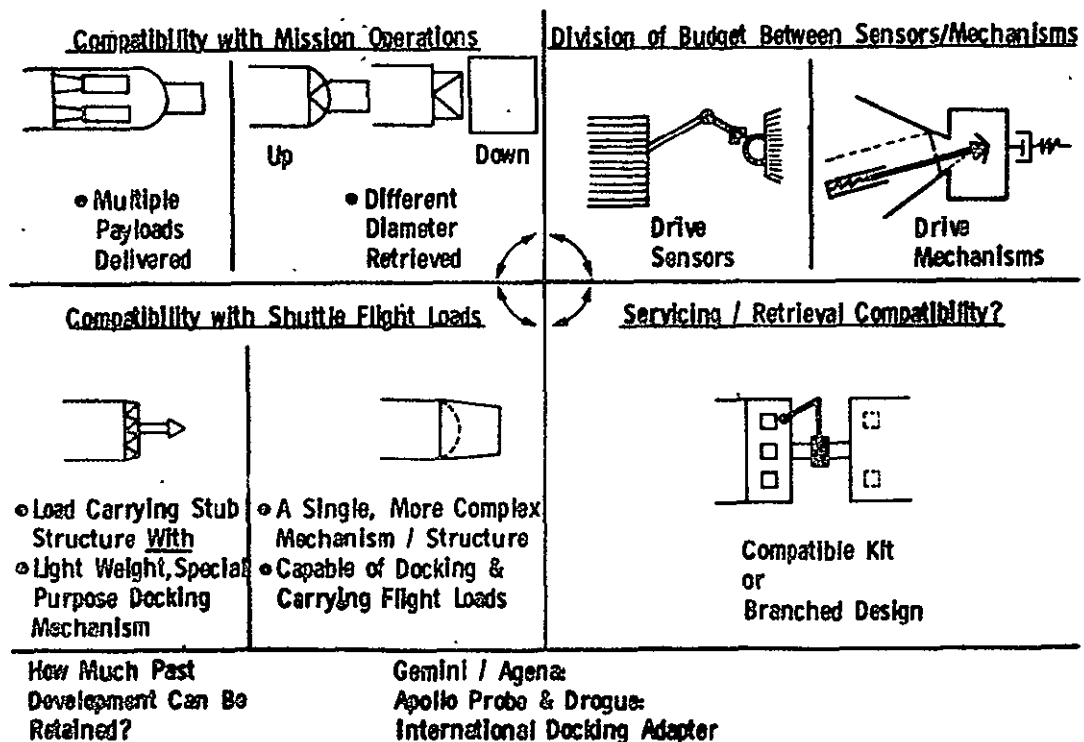 Compatibility with Mission Operations
Up
Down
• Multiple
Payloads
Delivered
• Different
Diameter
Retrieved
Division of Budget Between Sensors/Mechanisms
Drive
Sensors
Drive
Mechanisms
Compatibility with Shuttle Flight Loads
• Load Carrying Stub
Structure With
• Light Weight, Special
Purpose Docking
Mechanism
• A Single, More Complex
Mechanism / Structure
• Capable of Docking &
Carrying Flight Loads
Servicing / Retrieval Compatibility?
Compatible Kit
or
Branched Design
How Much Past
Development Can Be
Retained?
Gemini / Agena
Apollo Probe & Drogue
International Docking Adapter